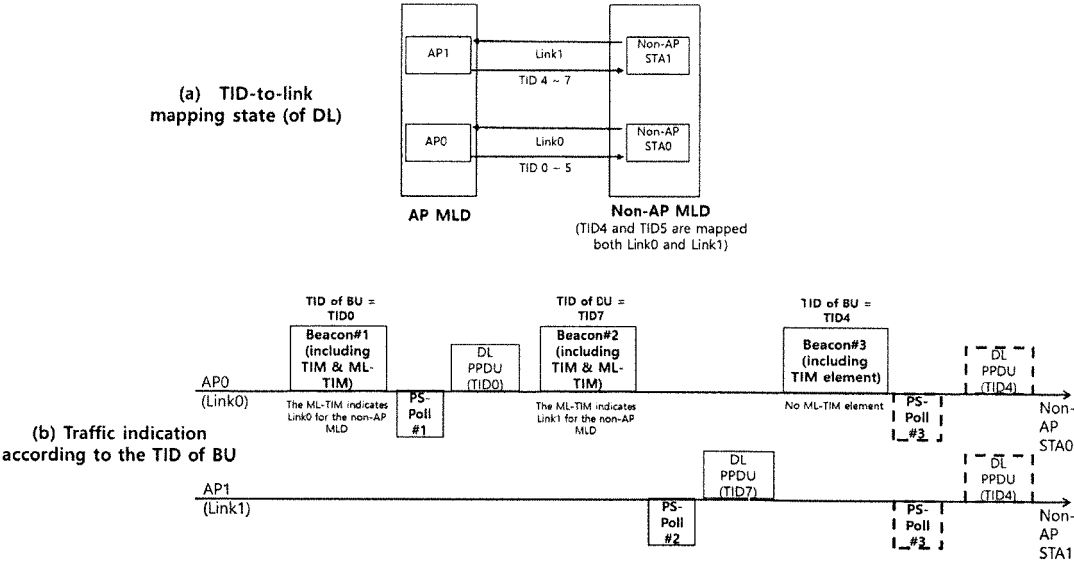 (a) TID-to-link
mapping state (of DL)
AP1
Link1
TID 4 ~ 7
Non-AP
STA1
AP0
Link0
TID 0 ~ 5
Non-AP
STA0
AP MLD
Non-AP MLD
(TID4 and TID5 are mapped
both Link0 and Link1)
(b) Traffic indication
according to the TID of BU
TID of BU =
TID0
Beacon#1
(including
TIM & ML-
TIM)
The ML-TIM indicates
Link0 for the non-AP
MLD
AP0
(Link0)
PS-
Poll
#1
DL
PPDU
(TID0)
TID of BU =
TID7
Beacon#2
(including
TIM & ML-
TIM)
The ML-TIM indicates
Link1 for the non-AP
MLD
TID of BU =
TID4
Beacon#3
(including
TIM element)
No ML-TIM element
PS-
Poll
#3
DL
PPDU
(TID4)
Non-
AP
STA0
AP1
(Link1)
PS-
Poll
#2
DL
PPDU
(TID7)
PS-
Poll
#3
DL
PPDU
(TID4)
Non-
AP
STA1